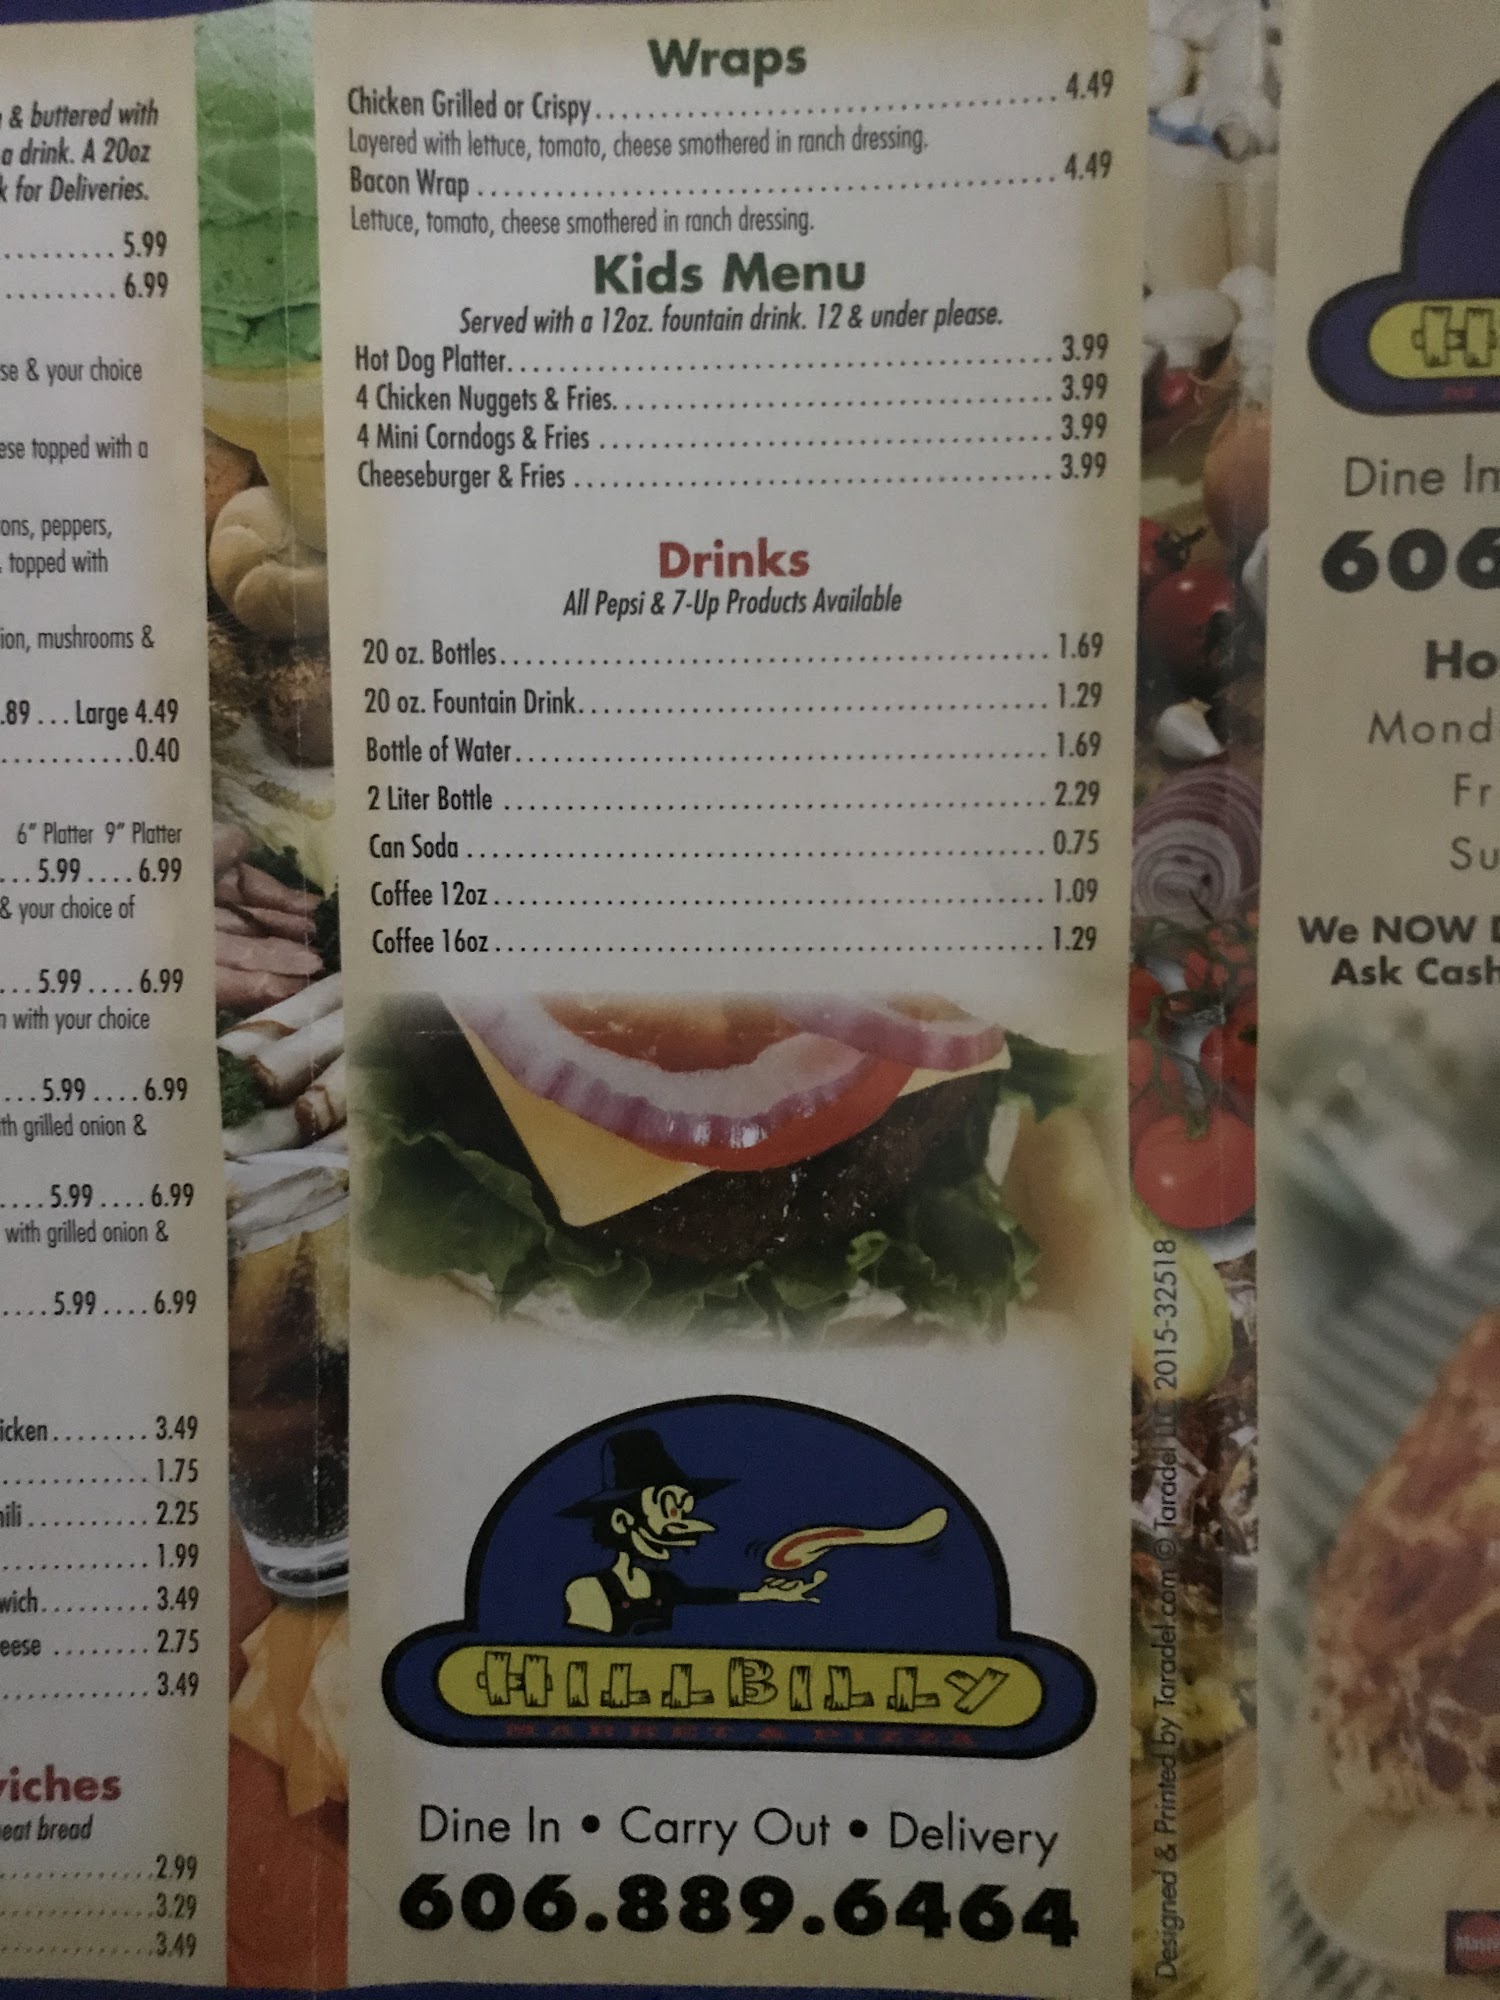 & buttered with
a drink. A 20oz
for Deliveries.
.......... 5.99
.......... 6.99
& your choice
topped with a
peppers,
topped with
mushrooms &
.89 ... Large 4.49
............0.40
6" Platter 9" Platter
...5.99....6.99
& your choice of
...5.99....6.99
with your choice
...5.99....6.99
grilled onion &
....5.99....6.99
with grilled onion &
....5.99....6.99
........ 3.49
............ 1.75
.......... 2.25
............ 1.99
......... 3.49
........ 2.75
............ 3.49
bread
............2.99
............3.29
............3.49
Wraps
Chicken Grilled or Crispy.................................... 4.49
Layered with lettuce, tomato, cheese smothered in ranch dressing.
Bacon Wrap ............................................. 4.49
Lettuce, tomato, cheese smothered in ranch dressing.
Kids Menu
Served with a 12oz. fountain drink. 12 & under please.
Hot Dog Platter.......................................... 3.99
4 Chicken Nuggets & Fries.................................. 3.99
4 Mini Corndogs & Fries ................................... 3.99
Cheeseburger & Fries ..................................... 3.99
Drinks
All Pepsi & 7-Up Products Available
20 oz. Bottles.......................................... 1.69
20 oz. Fountain Drink.................................... 1.29
Bottle of Water......................................... 1.69
2 Liter Bottle .......................................... 2.29
Can Soda ............................................. 0.75
Coffee 12oz........................................... 1.09
Coffee 16oz........................................... 1.29
HILLBILLY
MARKET & PIZZA
Dine In • Carry Out • Delivery
606.889.6464
Designed & Printed by Taradel.com © Taradel LLC 2015-32518
Dine In
606
We NOW
Ask